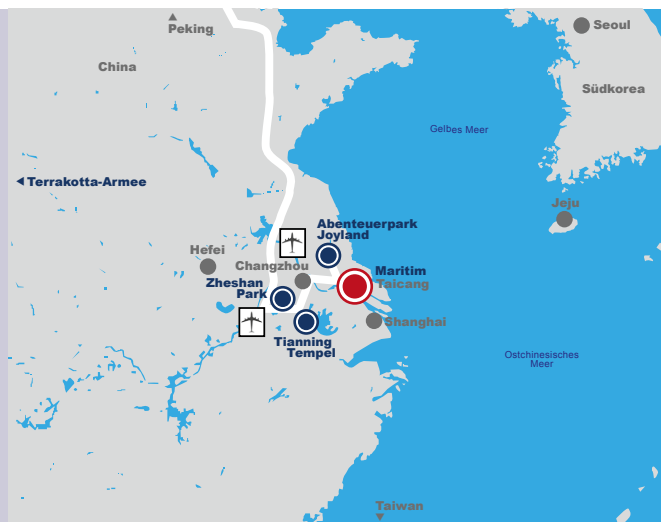 Peking
Seoul
China
Südkorea
Gelbes Meer
Terrakotta-Armee
Jeju
Abenteuerpark
Joyland
Hefei
Changzhou
Maritim
Taicang
Zheshan
Park
Shanghai
Tianning
Tempel
Ostchinesisches
Meer
Taiwan